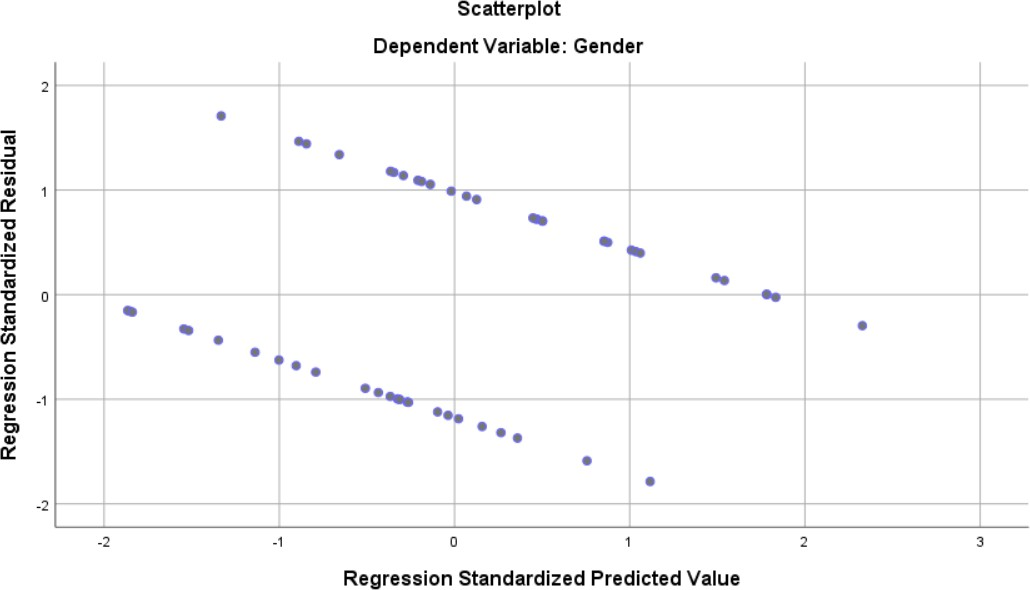 Scatterplot
Dependent Variable: Gender
Regression Standardized Residual
2
1
0
-1
-2
-2 -1 0 1 2 3
Regression Standardized Predicted Value